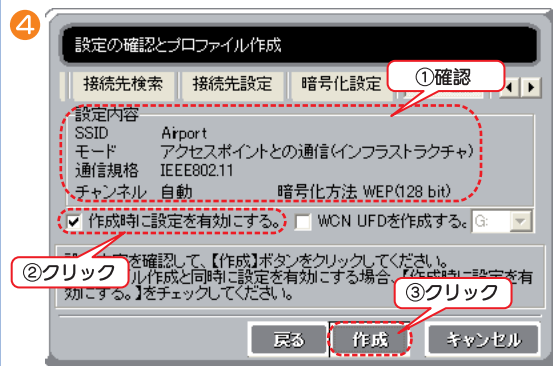 4
設定の確認とプロファイル作成
接続先検索 接続先設定 暗号化設定
①確認
設定内容
SSID Airport
モード アクセスポイントとの通信(インフラストラクチャ)
通信規格 IEEE802.11
チャンネル 自動 暗号化方法 WEP(128 bit)
作成時に設定を有効にする。 WCN UFDを作成する。 G:
を確認して、【作成】ボタンをクリックしてください。
②クリック
ル作成と同時に設定を有効にする場合、【作成時に設定を有
効にする。】をチェックしてください。
③クリック
戻る 作成 キャンセル